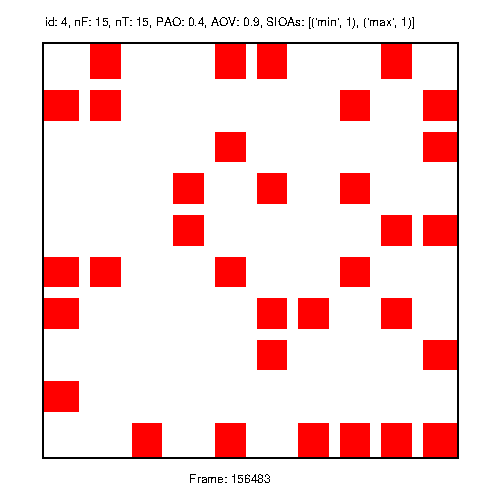 id: 4, nF: 15, nT: 15, PAO: 0.4, AOV: 0.9, SIOAs: [('min', 1), ('max', 1)]
Frame: 156483